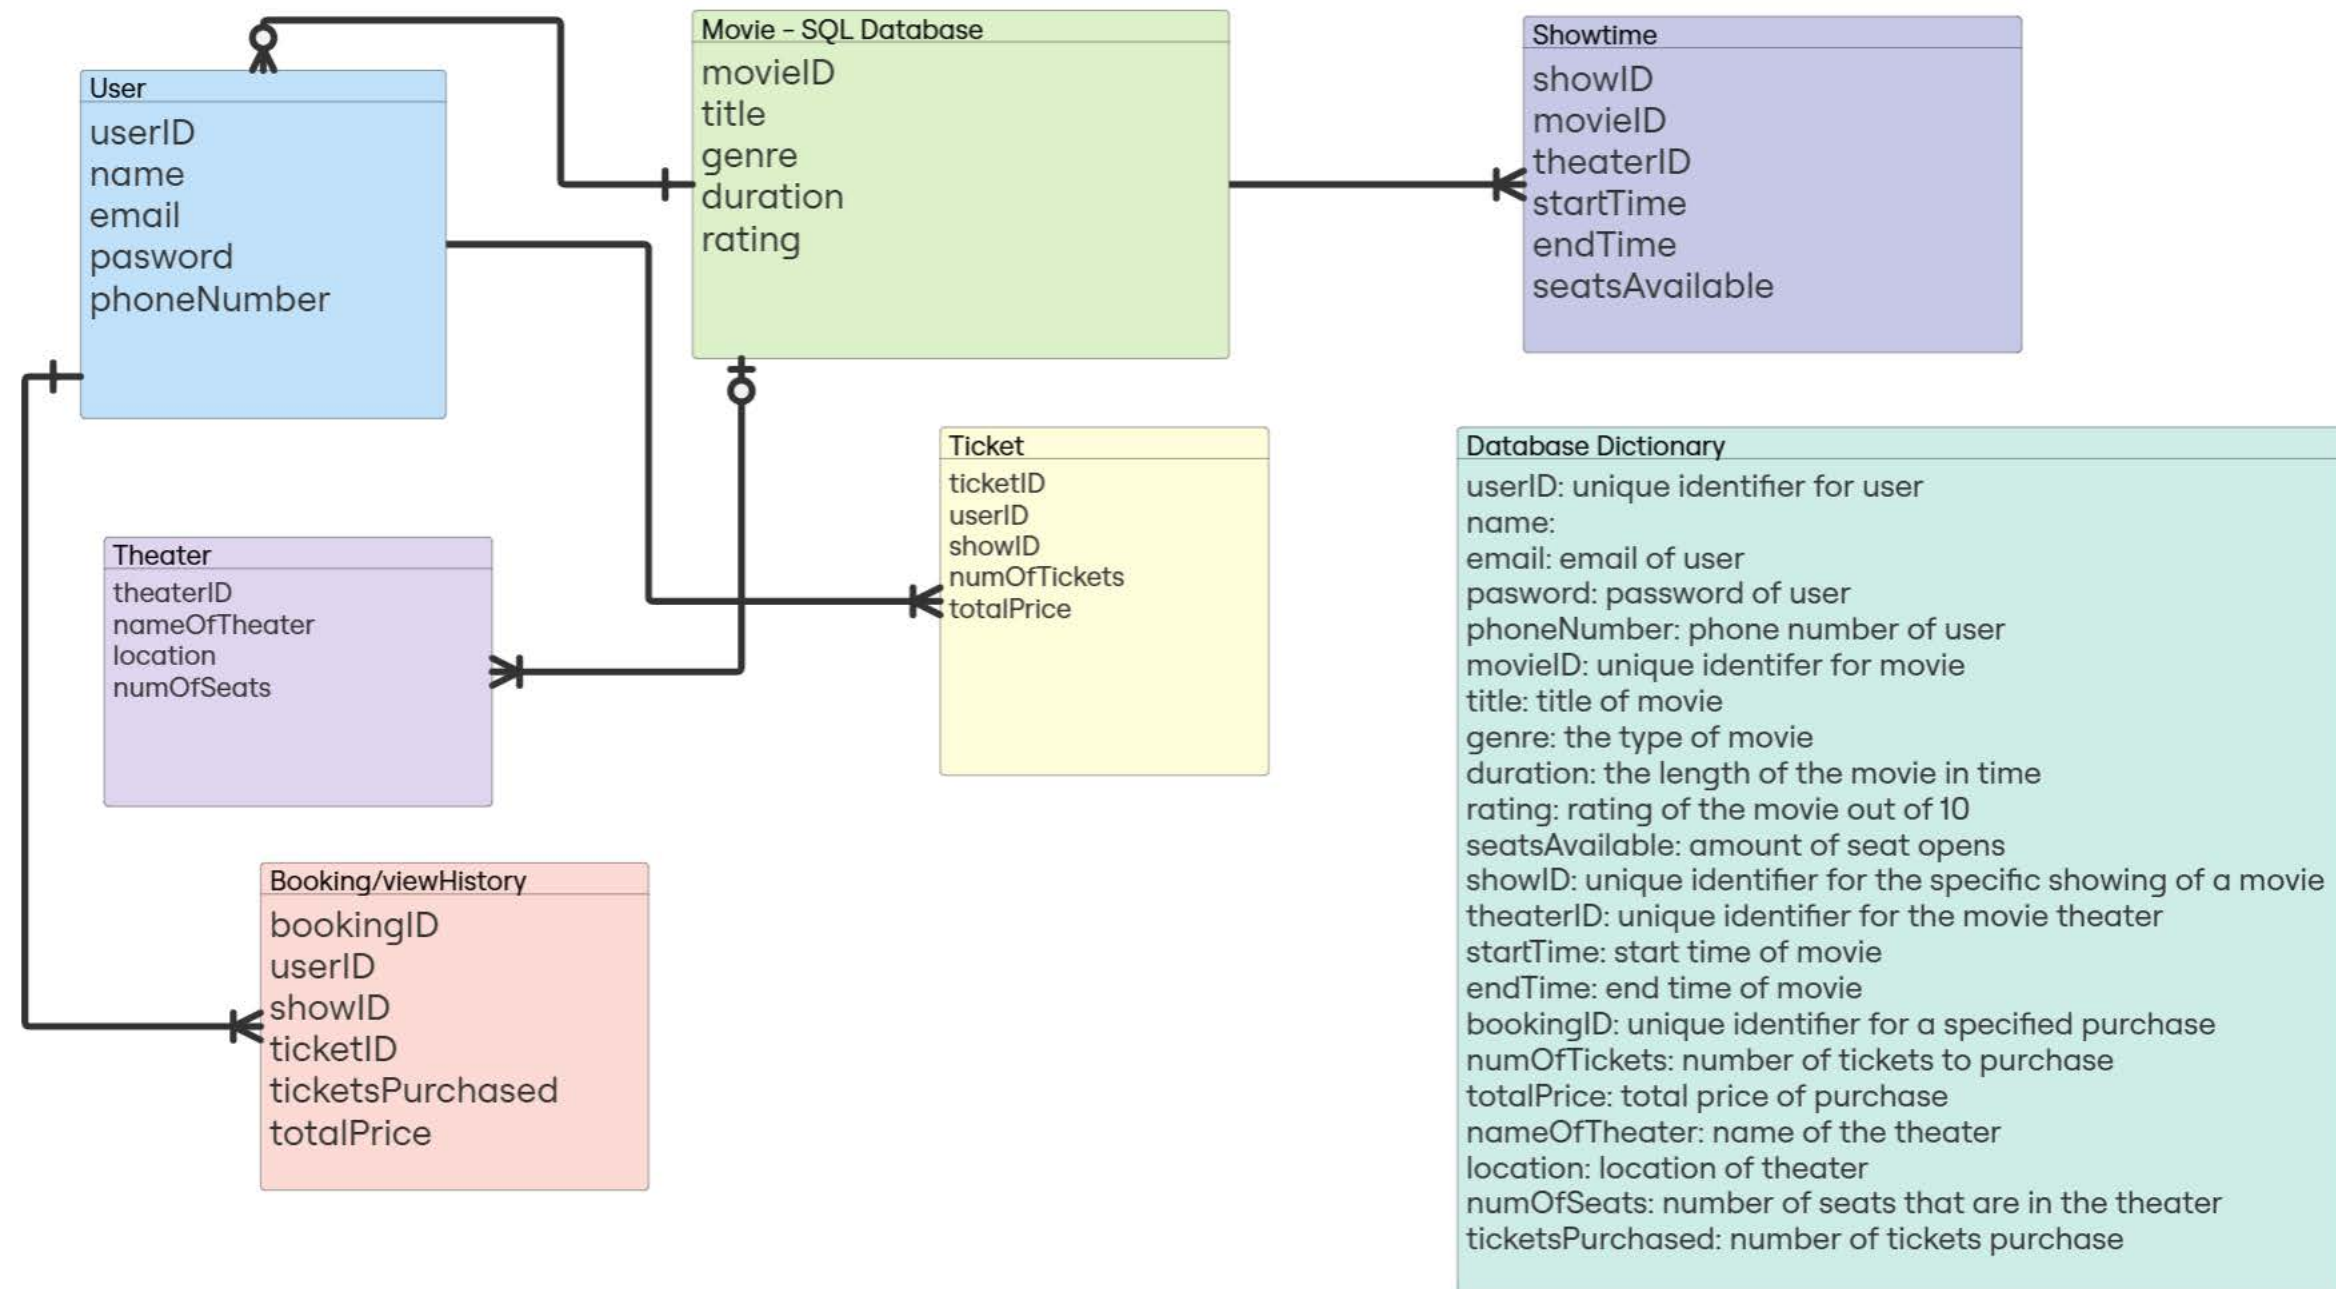 User
userID
name
email
pasword
phoneNumber
Movie - SQL Database
movieID
title
genre
duration
rating
Showtime
showID
movieID
theaterID
startTime
endTime
seatsAvailable
Theater
theaterID
nameOfTheater
location
numOfSeats
Ticket
ticketID
userID
showID
numOfTickets
totalPrice
Booking/viewHistory
bookingID
userID
showID
ticketID
ticketsPurchased
totalPrice
Database Dictionary
userID: unique identifier for user
name:
email: email of user
pasword: password of user
phoneNumber: phone number of user
movieID: unique identifer for movie
title: title of movie
genre: the type of movie
duration: the length of the movie in time
rating: rating of the movie out of 10
seatsAvailable: amount of seat opens
showID: unique identifier for the specific showing of a movie
theaterID: unique identifier for the movie theater
startTime: start time of movie
endTime: end time of movie
bookingID: unique identifier for a specified purchase
numOfTickets: number of tickets to purchase
totalPrice: total price of purchase
nameOfTheater: name of the theater
location: location of theater
numOfSeats: number of seats that are in the theater
ticketsPurchased: number of tickets purchase